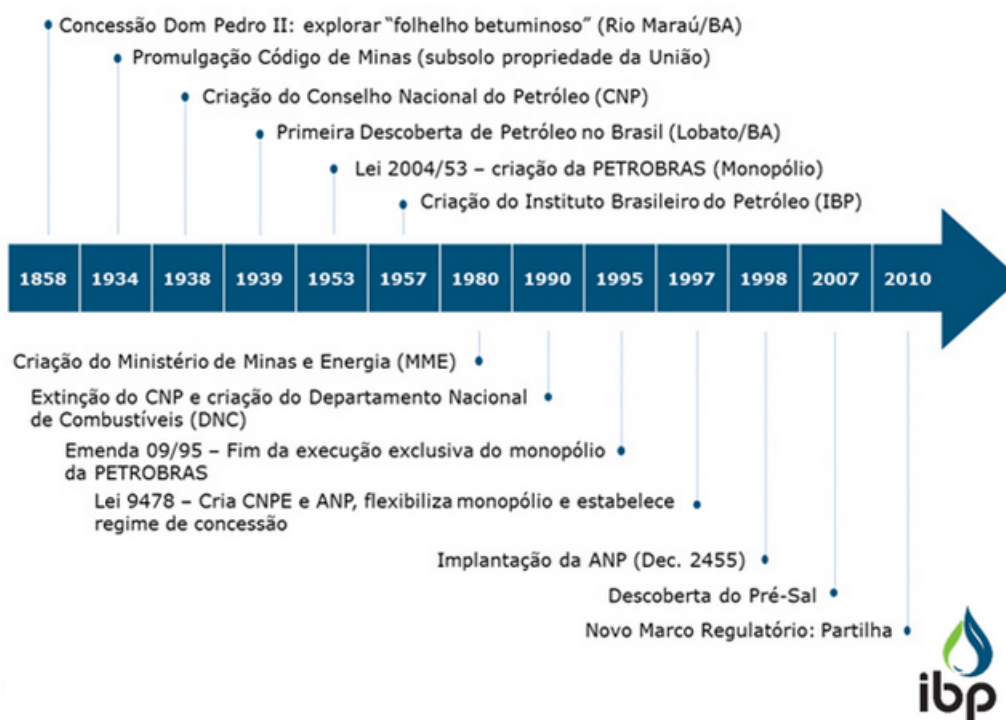 Concessão Dom Pedro II: explorar “folhelho betuminoso” (Rio Maraú/BA)
Promulgação Código de Minas (subsolo propriedade da União)
Criação do Conselho Nacional do Petróleo (CNP)
Primeira Descoberta de Petróleo no Brasil (Lobato/BA)
Lei 2004/53 – criação da PETROBRAS (Monopólio)
Criação do Instituto Brasileiro do Petróleo (IBP)
1858 1934 1938 1939 1953 1957 1980 1990 1995 1997 1998 2007 2010
Criação do Ministério de Minas e Energia (MME)
Extinção do CNP e criação do Departamento Nacional
de Combustíveis (DNC)
Emenda 09/95 – Fim da execução exclusiva do monopólio
da PETROBRAS
Lei 9478 – Cria CNPE e ANP, flexibiliza monopólio e estabelece
regime de concessão
Implantação da ANP (Dec. 2455)
Descoberta do Pré-Sal
Novo Marco Regulatório: Partilha
ibp